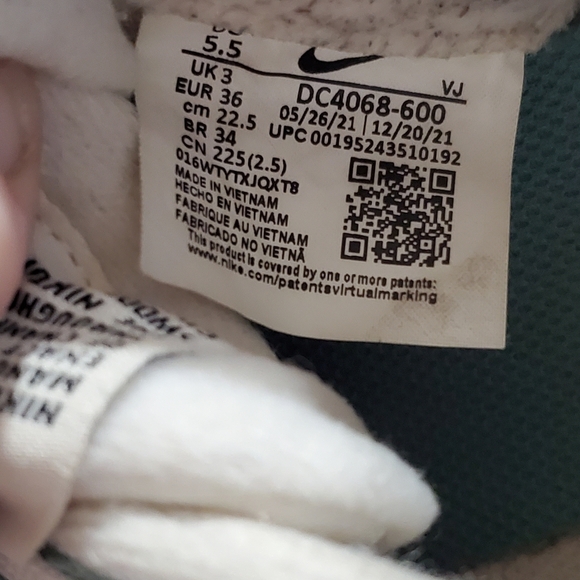 5.5
UK 3
EUR 36
cm 22.5
BR 34
CN 225(2.5)
VJ
DC4068-600
05/26/21 | 12/20/21
UPC 00195243510192
016WTYTXJQXT8
MADE IN VIETNAM
HECHO EN VIETNAM
FABRIQUE AU VIETNAM
FABRICADO NO VIETNÃ
This product is covered by one or more patents:
www.nike.com/patentsvirtualmarking